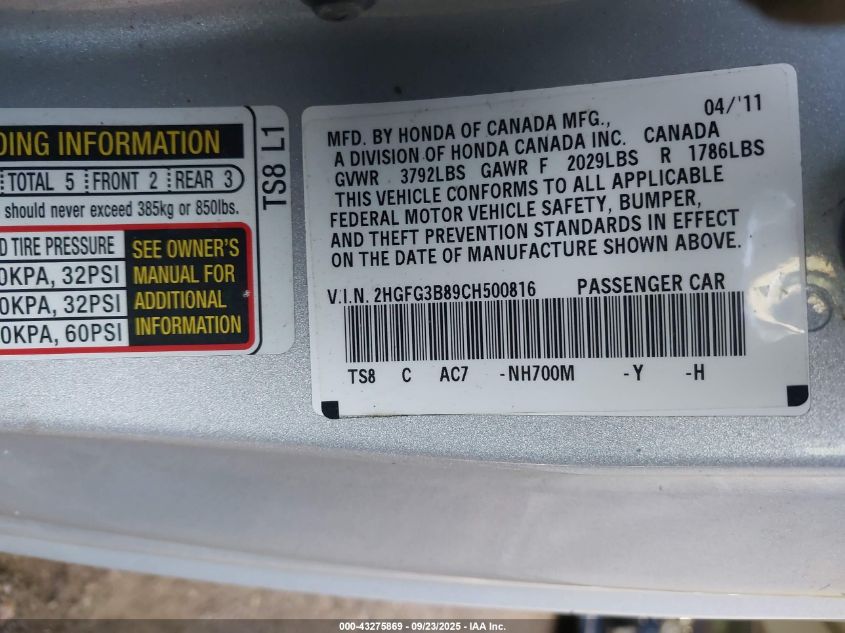 DING INFORMATION
TOTAL 5 FRONT 2 REAR 3
should never exceed 385kg or 850lbs.
D TIRE PRESSURE
0KPA, 32PSI
0KPA, 32PSI
0KPA, 60PSI
SEE OWNER'S
MANUAL FOR
ADDITIONAL
INFORMATION
TS8 L1
04/'11
MFD. BY HONDA OF CANADA MFG.,
A DIVISION OF HONDA CANADA INC. CANADA
GVWR 3792LBS GAWR F 2029LBS R 1786LBS
THIS VEHICLE CONFORMS TO ALL APPLICABLE
FEDERAL MOTOR VEHICLE SAFETY, BUMPER,
AND THEFT PREVENTION STANDARDS IN EFFECT
ON THE DATE OF MANUFACTURE SHOWN ABOVE.
V.I.N. 2HGFG3B89CH500816 PASSENGER CAR
TS8 C AC7 -NH700M -Y -H
000-43275869 - 09/23/2025 - IAA Inc.